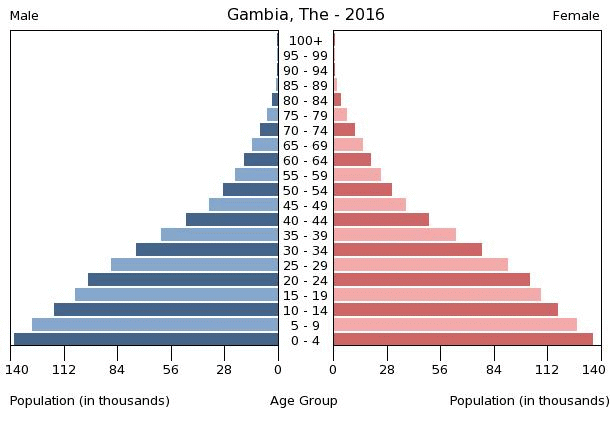 Male Gambia, The - 2016 Female
100+
95 - 99
90 - 94
85 - 89
80 - 84
75 - 79
70 - 74
65 - 69
60 - 64
55 - 59
50 - 54
45 - 49
40 - 44
35 - 39
30 - 34
25 - 29
20 - 24
15 - 19
10 - 14
5 - 9
0 - 4
140 112 84 56 28 0 0 28 56 84 112 140
Population (in thousands) Age Group Population (in thousands)